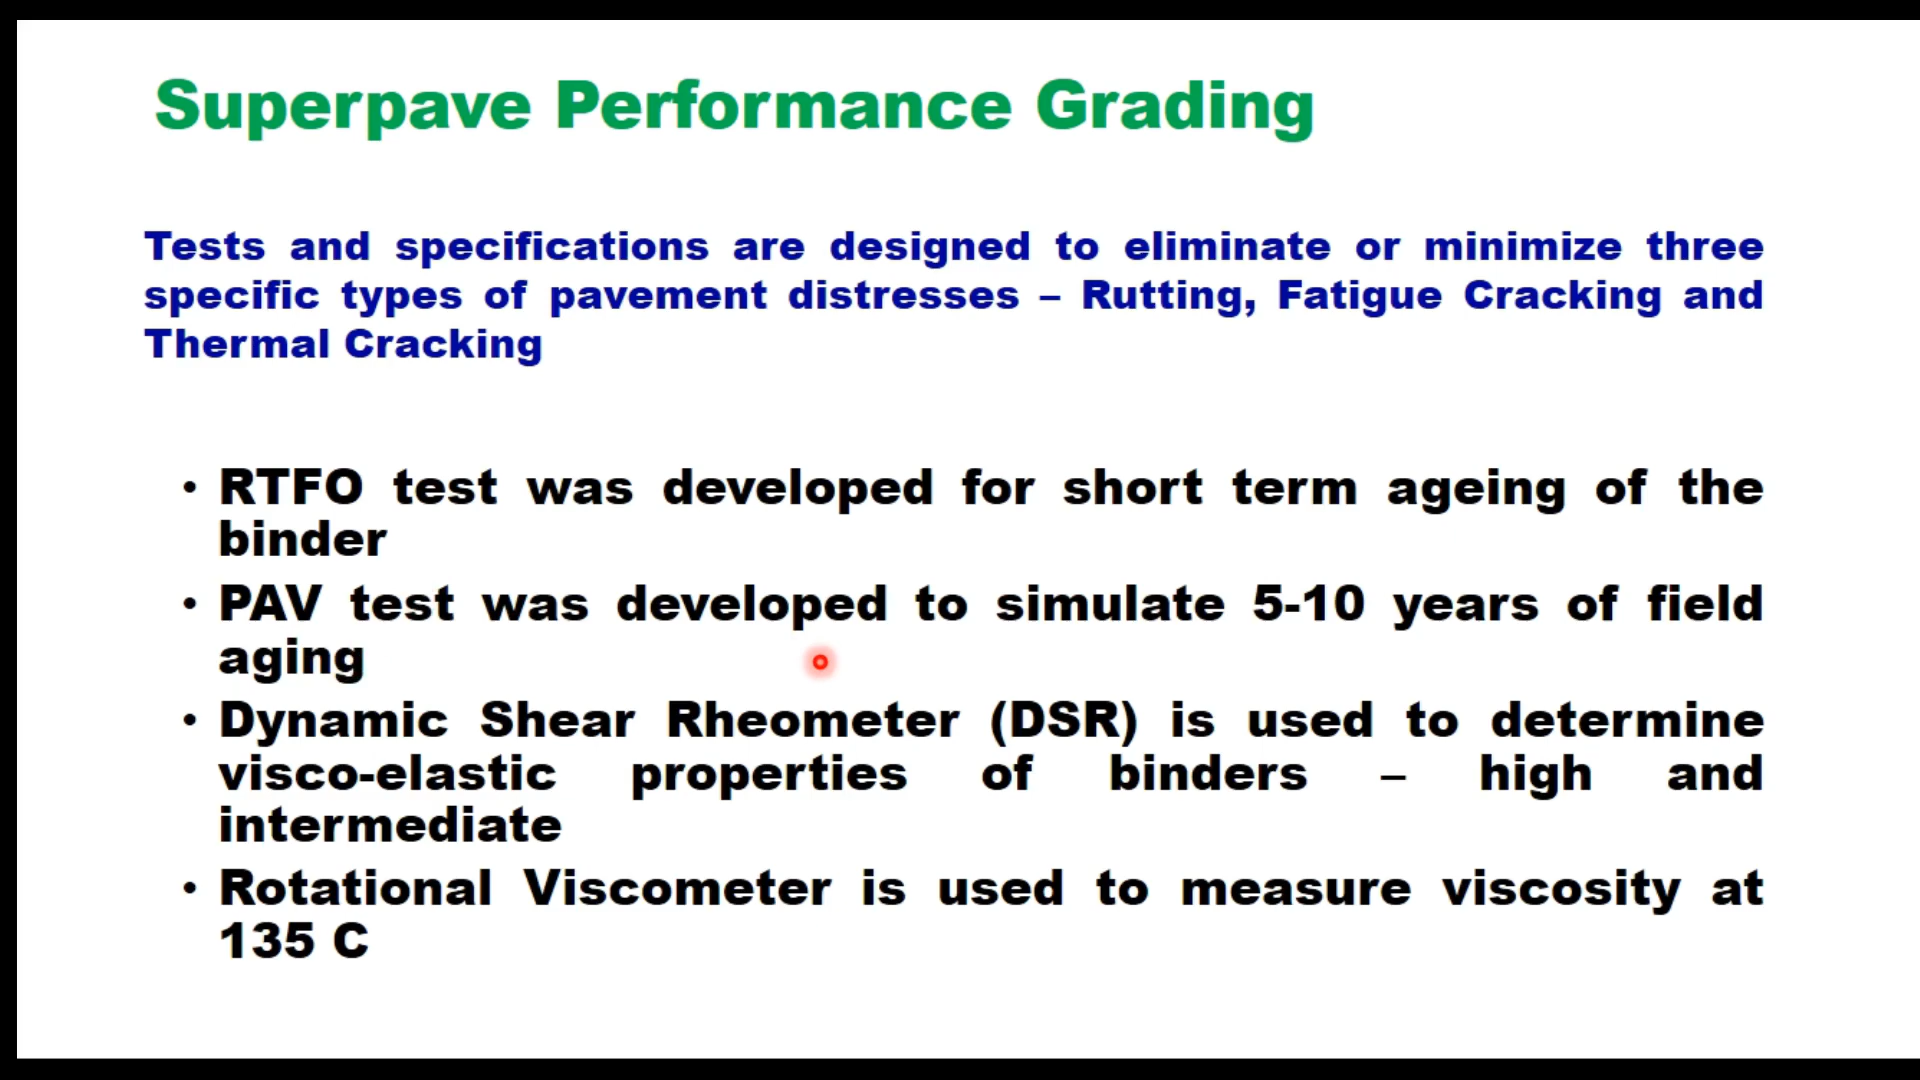 Superpave Performance Grading
Tests and specifications are designed to eliminate or minimize three
specific types of pavement distresses – Rutting, Fatigue Cracking and
Thermal Cracking
• RTFO test was developed for short term ageing of the
binder
• PAV test was developed to simulate 5-10 years of field
aging
• Dynamic Shear Rheometer (DSR) is used to determine
visco-elastic properties of binders – high and
intermediate
• Rotational Viscometer is used to measure viscosity at
135 C